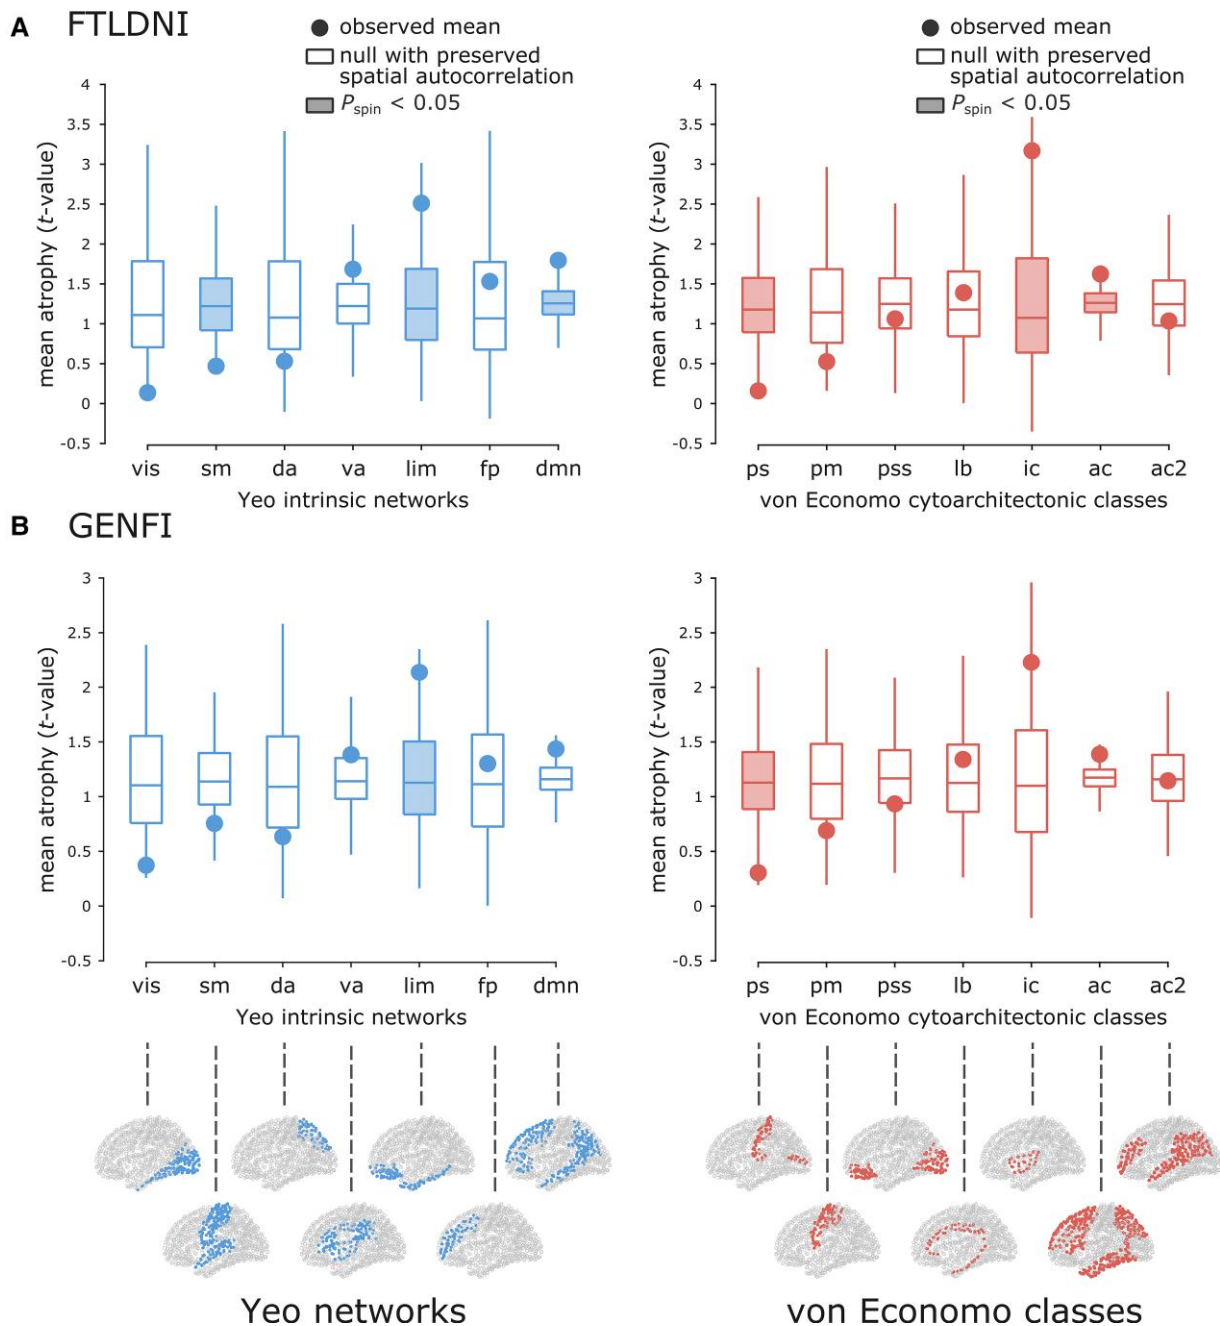 A FTLDNI
observed mean
null with preserved
spatial autocorrelation
Pspin < 0.05
observed mean
null with preserved
spatial autocorrelation
Pspin < 0.05
mean atrophy (t-value)
4
3.5
3
2.5
2
1.5
1
0.5
0
-0.5
vis sm da va lim fp dmn
Yeo intrinsic networks
mean atrophy (t-value)
4
3.5
3
2.5
2
1.5
1
0.5
0
-0.5
ps pm pss lb ic ac ac2
von Economo cytoarchitectonic classes
B GENFI
mean atrophy (t-value)
3
2.5
2
1.5
1
0.5
0
-0.5
vis sm da va lim fp dmn
Yeo intrinsic networks
mean atrophy (t-value)
3
2.5
2
1.5
1
0.5
0
-0.5
ps pm pss lb ic ac ac2
von Economo cytoarchitectonic classes
Yeo networks
von Economo classes